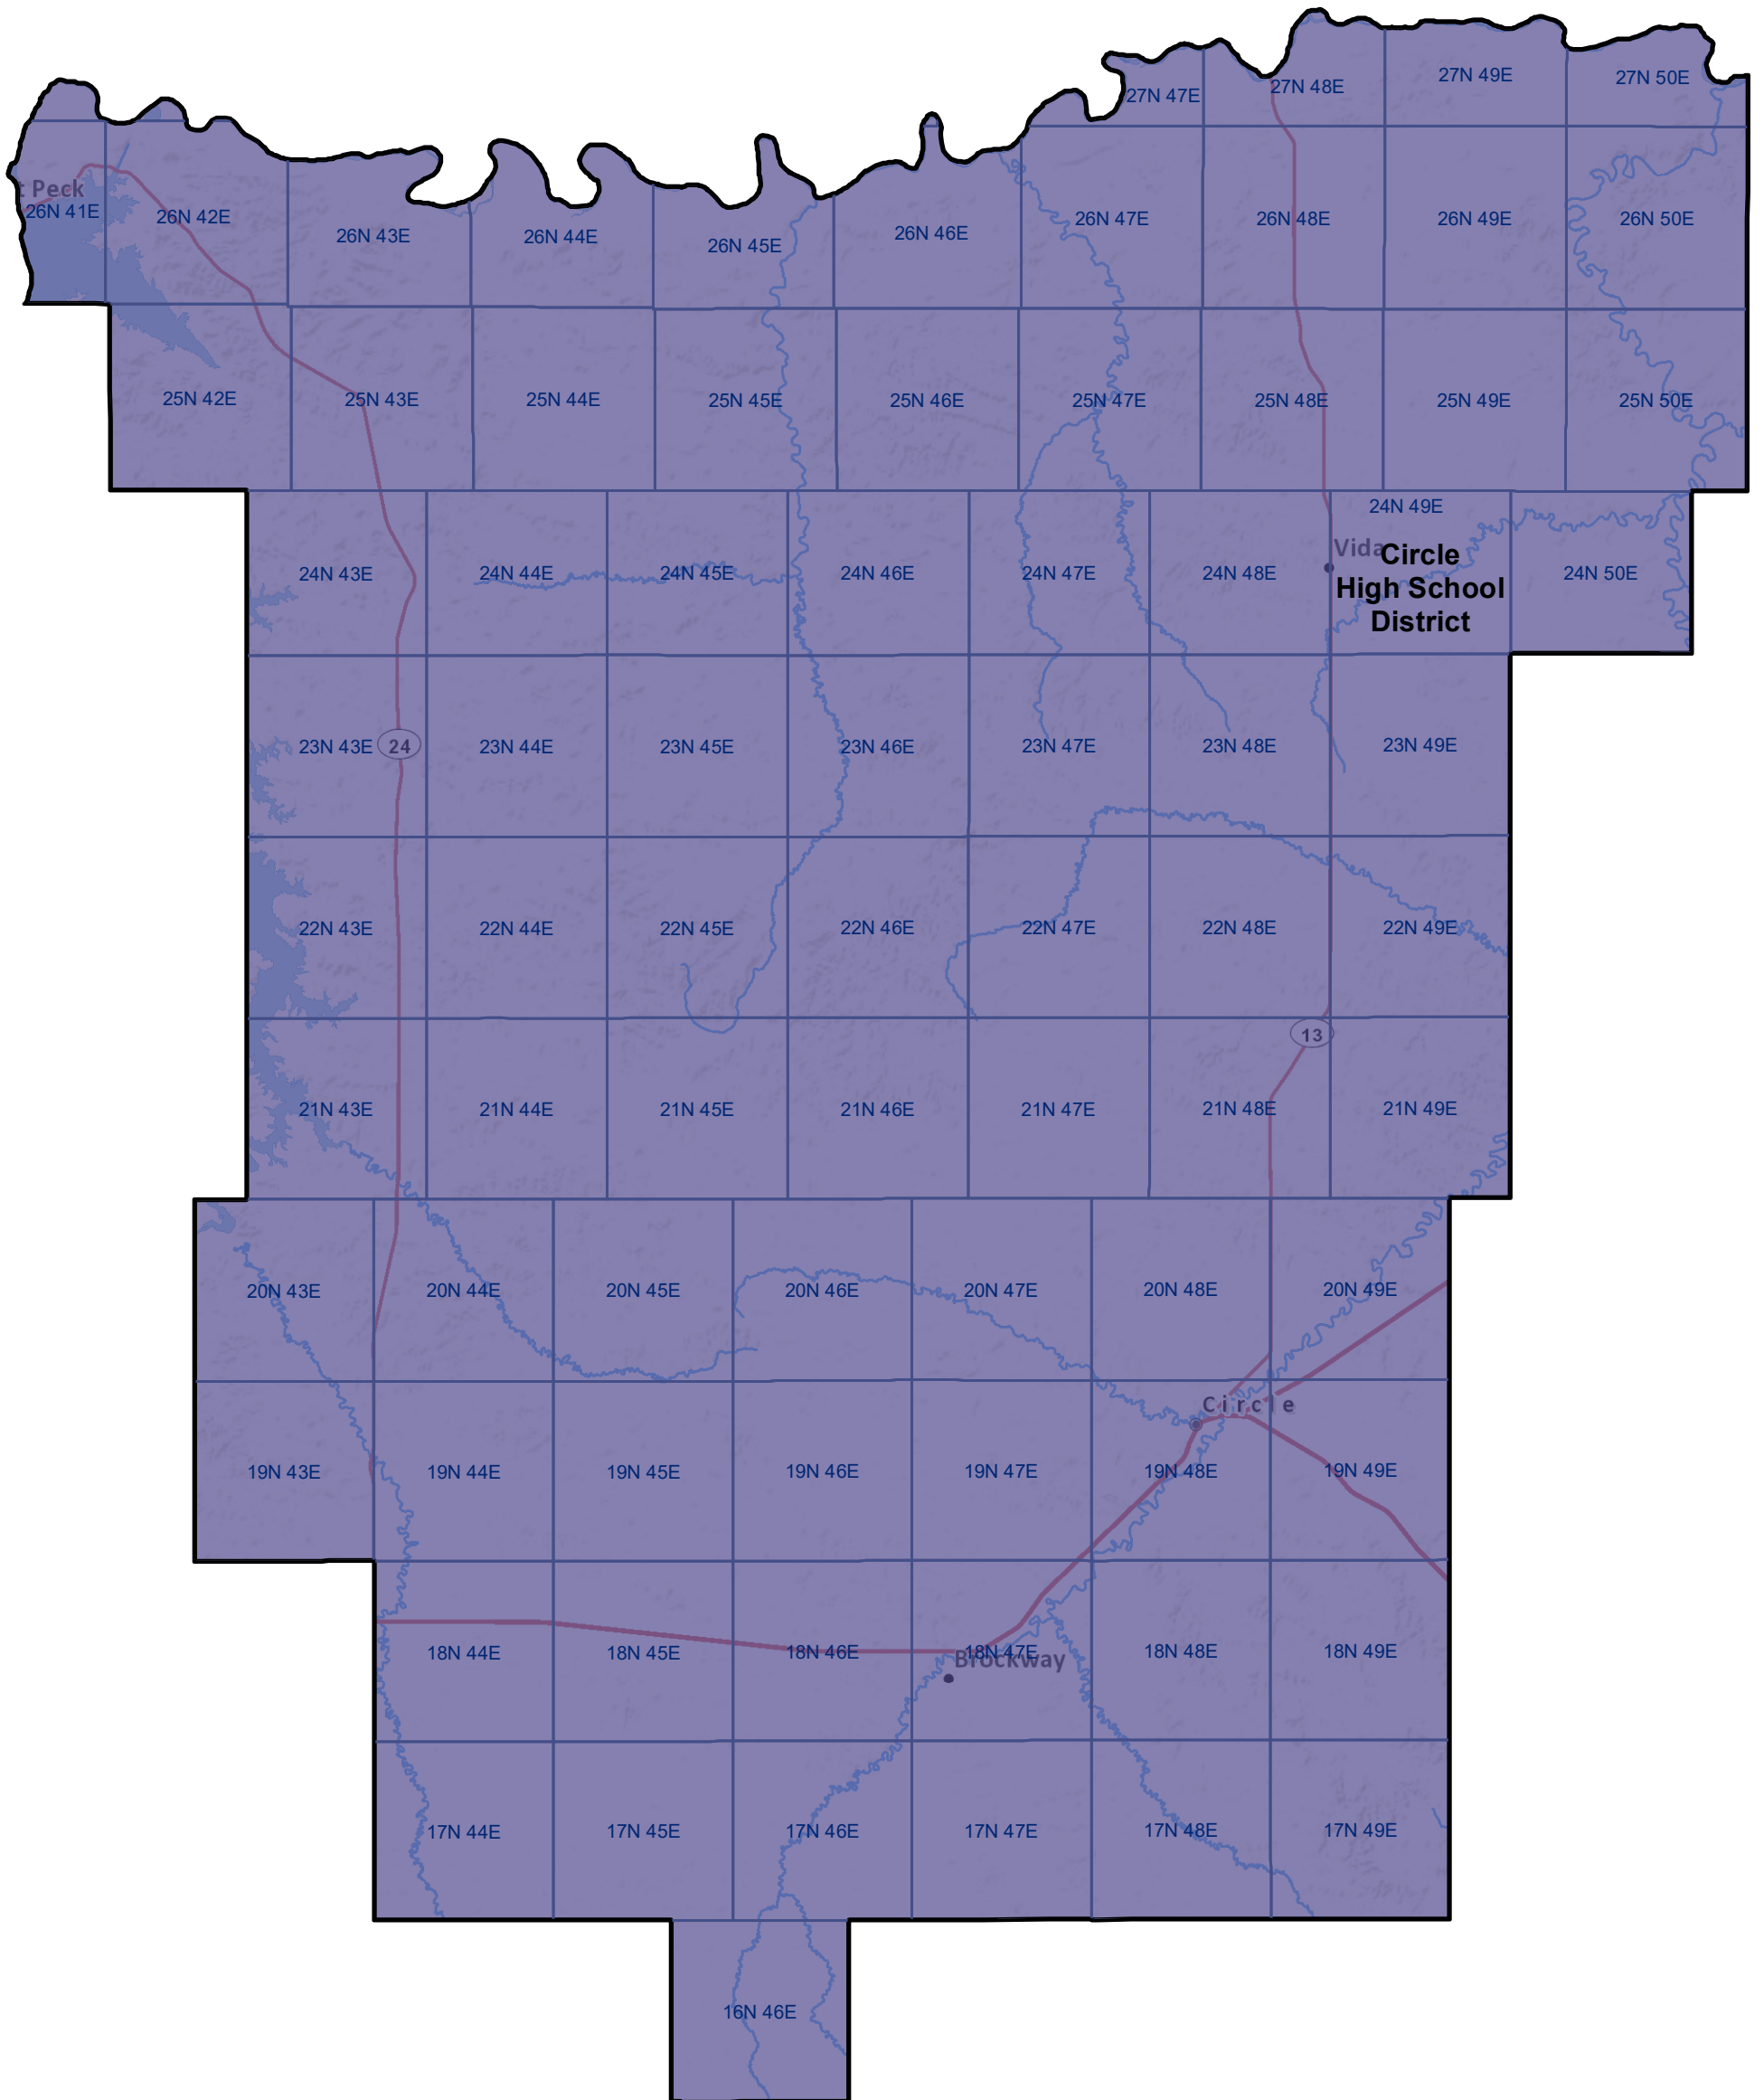 27N 47E
27N 48E
27N 49E
27N 50E
t Peck
26N 41E
26N 42E
26N 43E
26N 44E
26N 45E
26N 46E
26N 47E
26N 48E
26N 49E
26N 50E
25N 42E
25N 43E
25N 44E
25N 45E
25N 46E
25N 47E
25N 48E
25N 49E
25N 50E
24N 49E
Vida
Circle
High School
District
24N 43E
24N 44E
24N 45E
24N 46E
24N 47E
24N 48E
24N 50E
23N 43E
24
23N 44E
23N 45E
23N 46E
23N 47E
23N 48E
23N 49E
22N 43E
22N 44E
22N 45E
22N 46E
22N 47E
22N 48E
22N 49E
13
21N 43E
21N 44E
21N 45E
21N 46E
21N 47E
21N 48E
21N 49E
20N 43E
20N 44E
20N 45E
20N 46E
20N 47E
20N 48E
20N 49E
Circle
19N 43E
19N 44E
19N 45E
19N 46E
19N 47E
19N 48E
19N 49E
18N 44E
18N 45E
18N 46E
18N 47E
Brockway
18N 48E
18N 49E
17N 44E
17N 45E
17N 46E
17N 47E
17N 48E
17N 49E
16N 46E